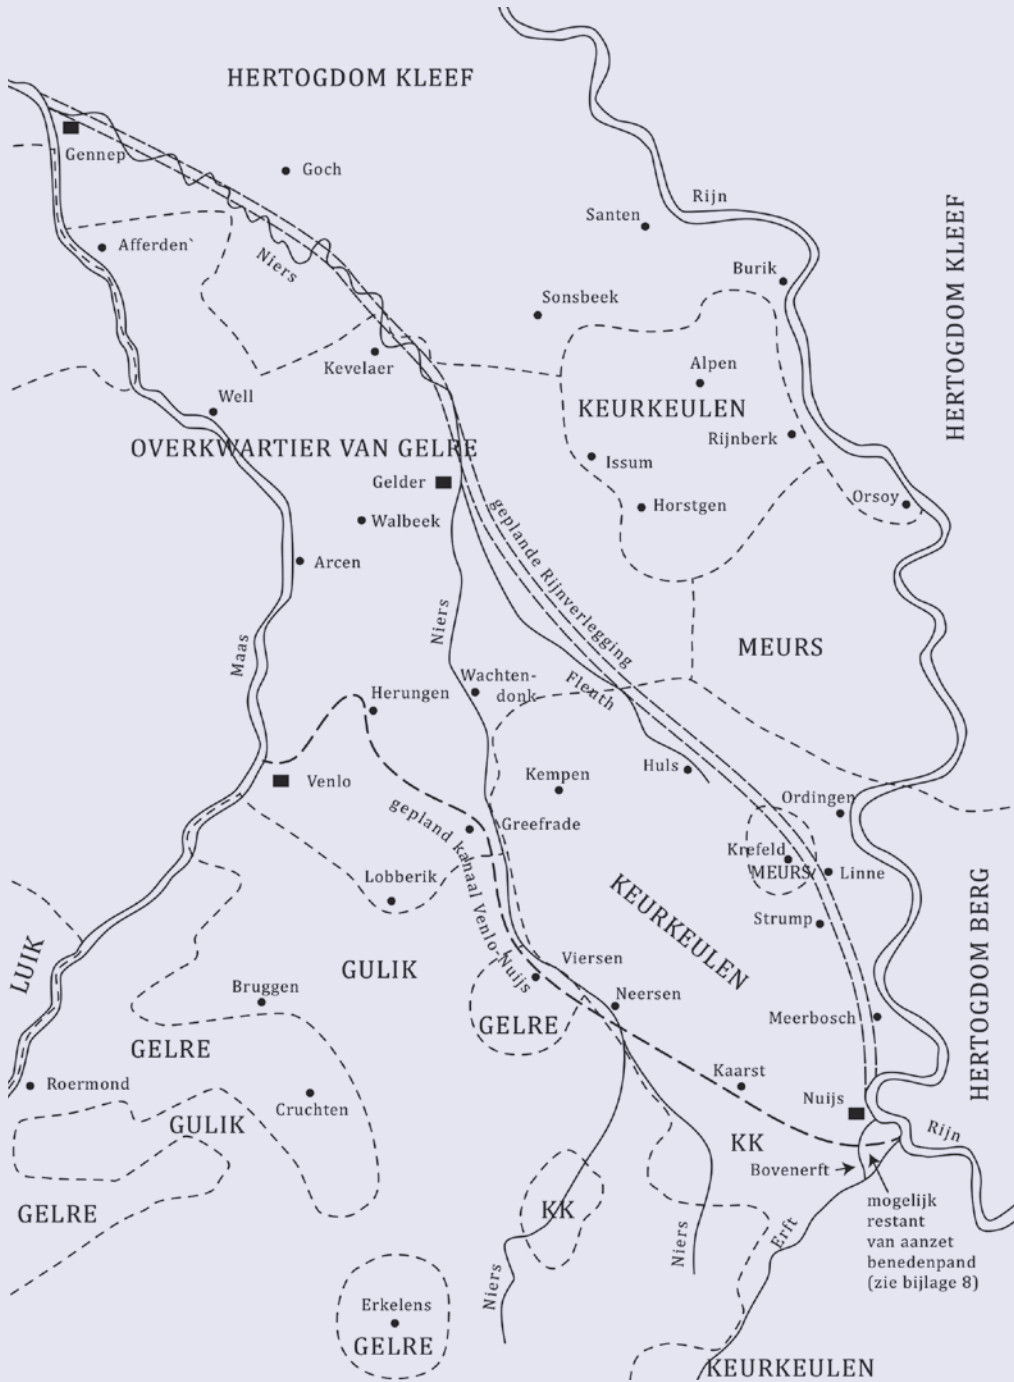 HERTOGDOM KLEEF
Gennep
Goch
Rijn
Santen
HERTOGDOM KLEEF
Afferden`
Niers
Burik
Sonsbeek
Kevelaer
Alpen
Well
KEURKEULEN
OVERKWARTIER VAN GELRE
Rijnberk
Issum
Gelder
Orsoy
Horstgen
Walbeek
geplande Rijnverlegging
Arcen
Niers
Maas
MEURS
Wachten-
donk
Fleuth
Herungen
Huls
Venlo
Kempen
Ordingen
gepland kanaal Venlo-Nuijs
Greefrade
Krefeld
MEURS
Linne
Lobberik
KEURKEULEN
Strump
HERTOGDOM BERG
LUIK
GULIK
Viersen
Bruggen
Neersen
GELRE
Meerbosch
GELRE
Roermond
Kaarst
Cruchten
Nuijs
GULIK
Rijn
KK
Bovenerft
GELRE
KK
mogelijk
restant
van aanzet
benedenpand
(zie bijlage 8)
Erft
Niers
Niers
Erkelens
GELRE
KEURKEULEN